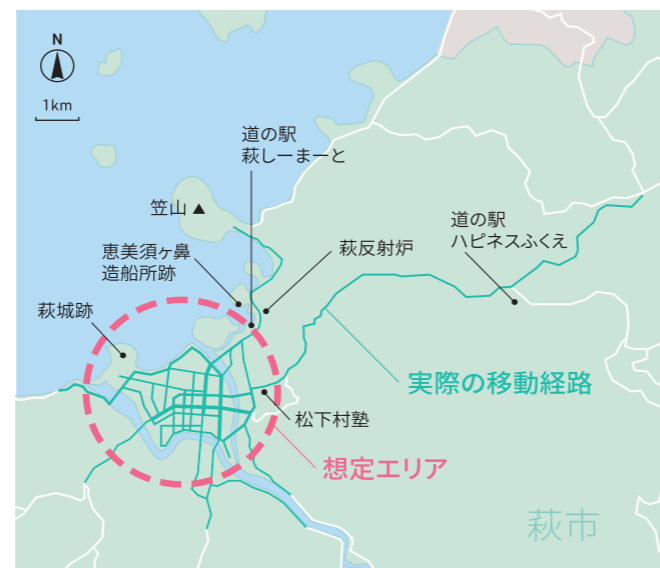 N
1km
道の駅
萩しーまーと
笠山 ▲
道の駅
ハピネスふくえ
恵美須ヶ鼻
造船所跡
萩反射炉
萩城跡
実際の移動経路
松下村塾
想定エリア
萩市